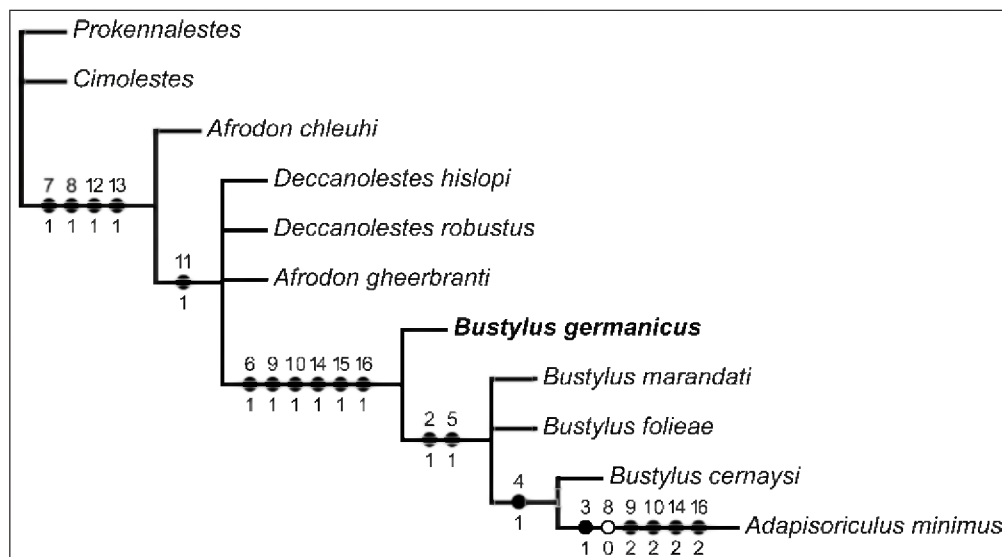 Prokennalestes
Cimolestes
Afrodon chleuhi
7 8 12 13
1 1 1 1
Deccanolestes hislopi
Deccanolestes robustus
11
1
Afrodon gheerbranti
Bustylus germanicus
6 9 10 14 15 16
1 1 1 1 1 1
Bustylus marandati
2 5
1 1
Bustylus folieae
Bustylus cernaysi
4
1
3 8 9 10 14 16
1 0 2 2 2 2
Adapisoriculus minimus